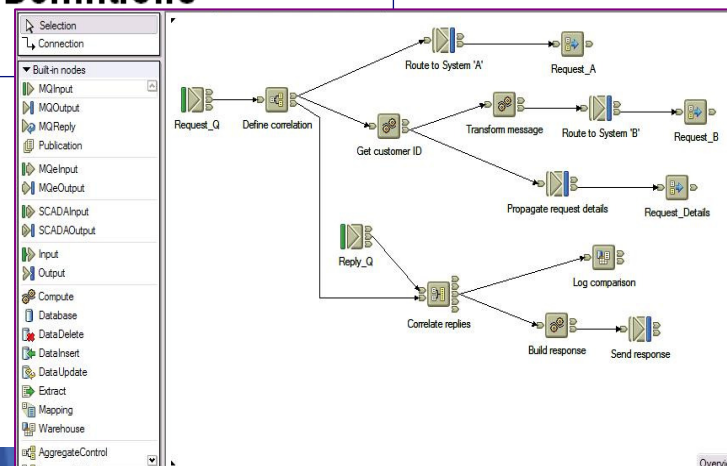 Selection
Connection
Built-in nodes
MQInput
MQOutput
MQReply
Publication
MQeInput
MQeOutput
SCADAInput
SCADAOutput
Input
Output
Compute
Database
DataDelete
DataInsert
DataUpdate
Extract
Mapping
Warehouse
AggregateControl
Route to System 'A'
Request_A
Request_Q
Define correlation
Get customer ID
Transform message
Route to System 'B'
Request_B
Propagate request details
Request_Details
Reply_Q
Correlate replies
Log comparison
Build response
Send response